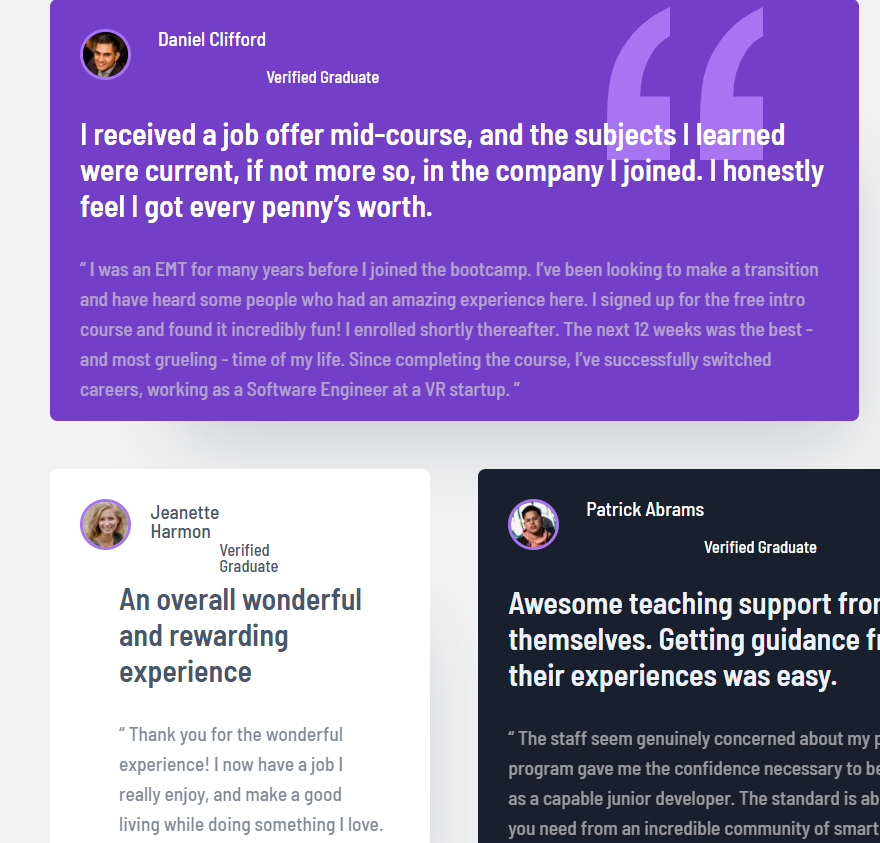 Daniel Clifford
Verified Graduate
I received a job offer mid-course, and the subjects I learned
were current, if not more so, in the company I joined. I honestly
feel I got every penny’s worth.
“ I was an EMT for many years before I joined the bootcamp. I’ve been looking to make a transition
and have heard some people who had an amazing experience here. I signed up for the free intro
course and found it incredibly fun! I enrolled shortly thereafter. The next 12 weeks was the best -
and most grueling - time of my life. Since completing the course, I’ve successfully switched
careers, working as a Software Engineer at a VR startup. ”
Jeanette
Harmon
Verified
Graduate
An overall wonderful
and rewarding
experience
“ Thank you for the wonderful
experience! I now have a job I
really enjoy, and make a good
living while doing something I love.
Patrick Abrams
Verified Graduate
Awesome teaching support
themselves. Getting guidance
their experiences was easy.
“ The staff seem genuinely concerned about my
program gave me the confidence necessary to
as a capable junior developer. The standard is
you need from an incredible community of smart